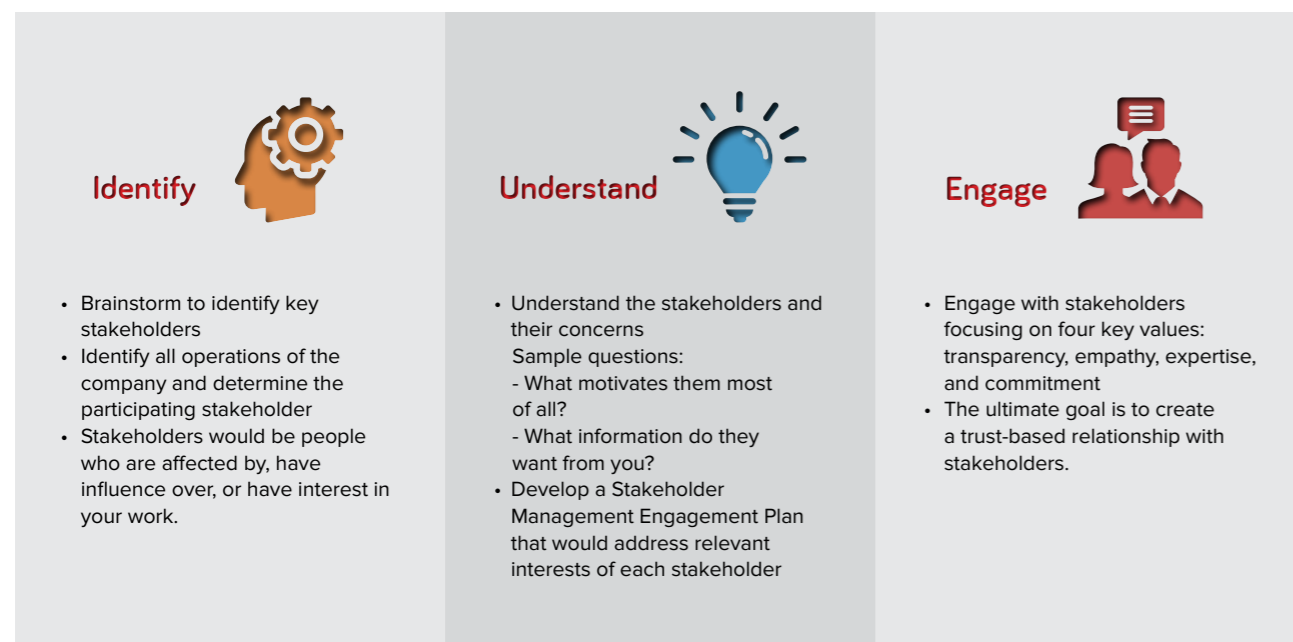 Identify
• Brainstorm to identify key
stakeholders
• Identify all operations of the
company and determine the
participating stakeholder
• Stakeholders would be people
who are affected by, have
influence over, or have interest in
your work.
Understand
• Understand the stakeholders and
their concerns
Sample questions:
- What motivates them most
of all?
- What information do they
want from you?
• Develop a Stakeholder
Management Engagement Plan
that would address relevant
interests of each stakeholder
Engage
• Engage with stakeholders
focusing on four key values:
transparency, empathy, expertise,
and commitment
• The ultimate goal is to create
a trust-based relationship with
stakeholders.